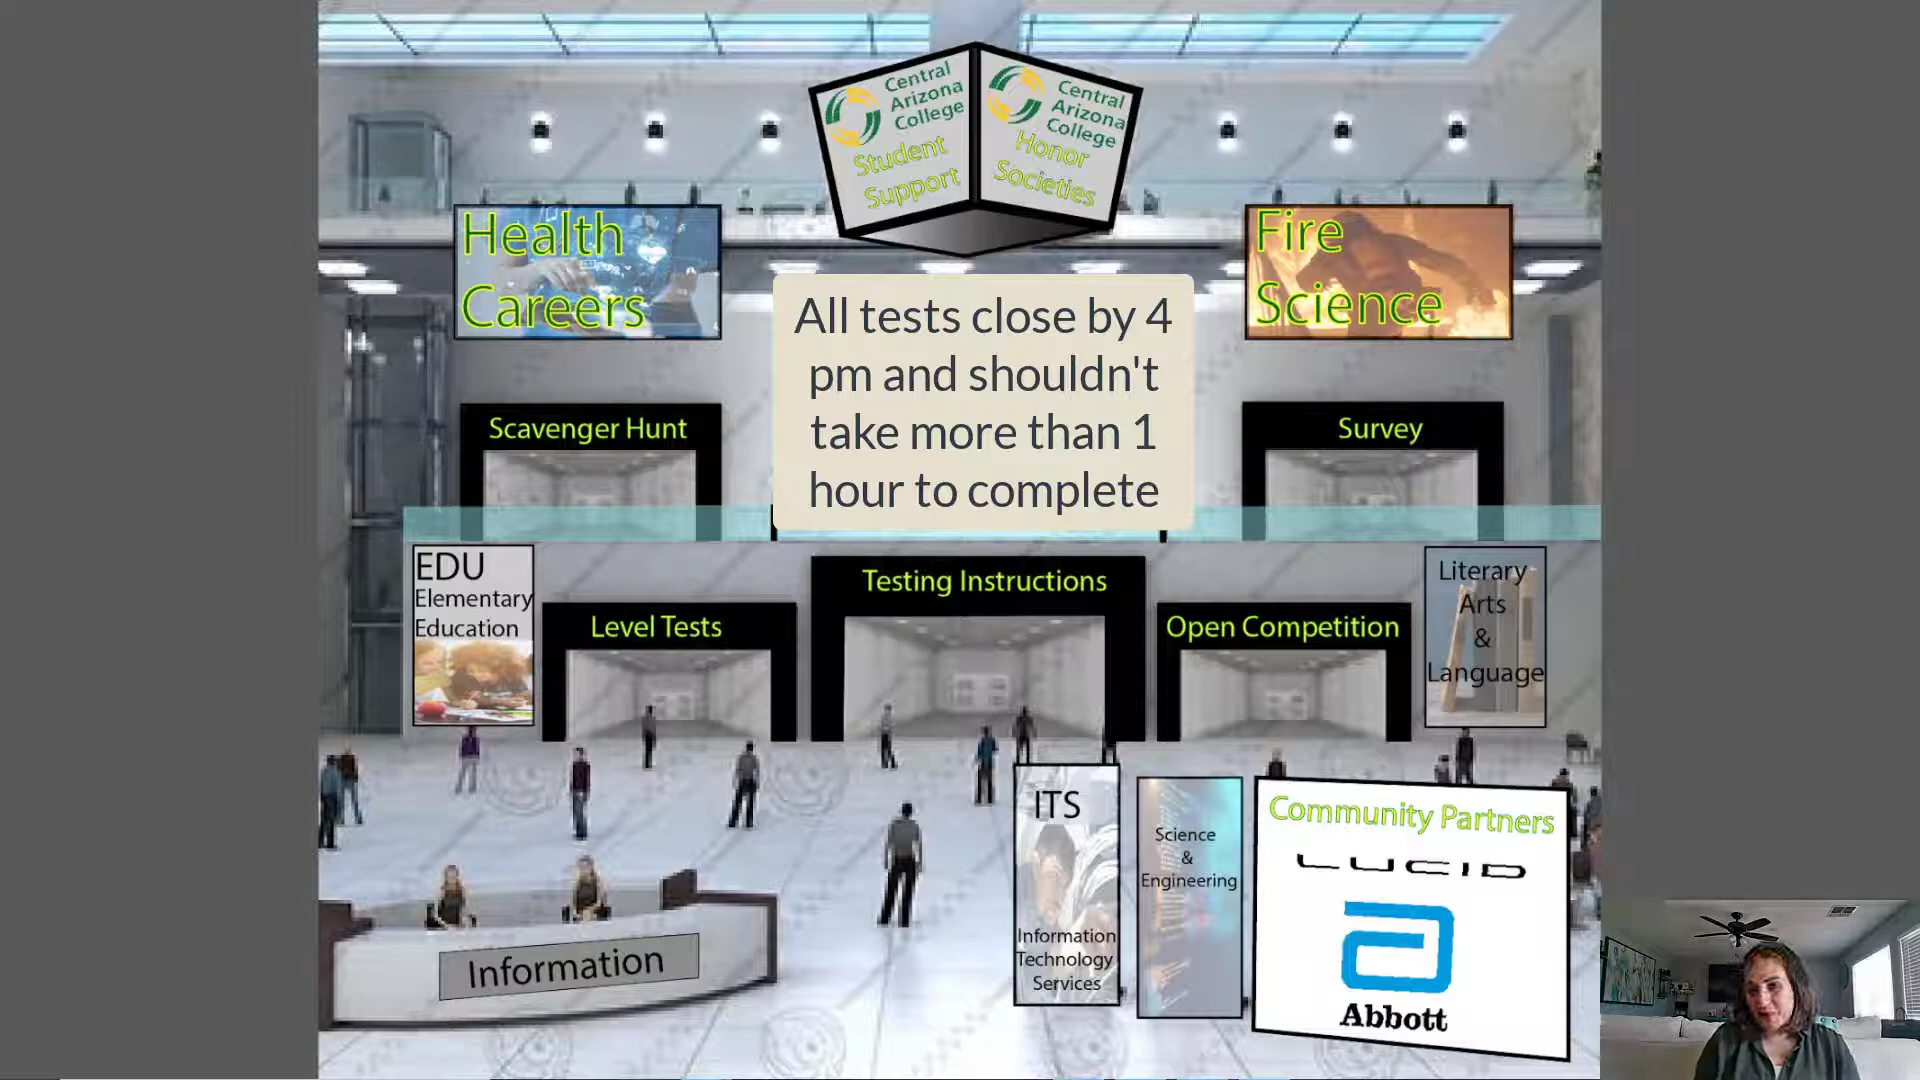 Central
Arizona
College
Student
Support
Central
Arizona
College
Honor
Societies
Health
Careers
Fire
Science
All tests close by 4
pm and shouldn't
take more than 1
hour to complete
Scavenger Hunt
Survey
EDU
Elementary
Education
Level Tests
Testing Instructions
Open Competition
Literary
Arts
&
Language
ITS
Information
Technology
Services
Science
&
Engineering
Community Partners
LUCID
Abbott
Information